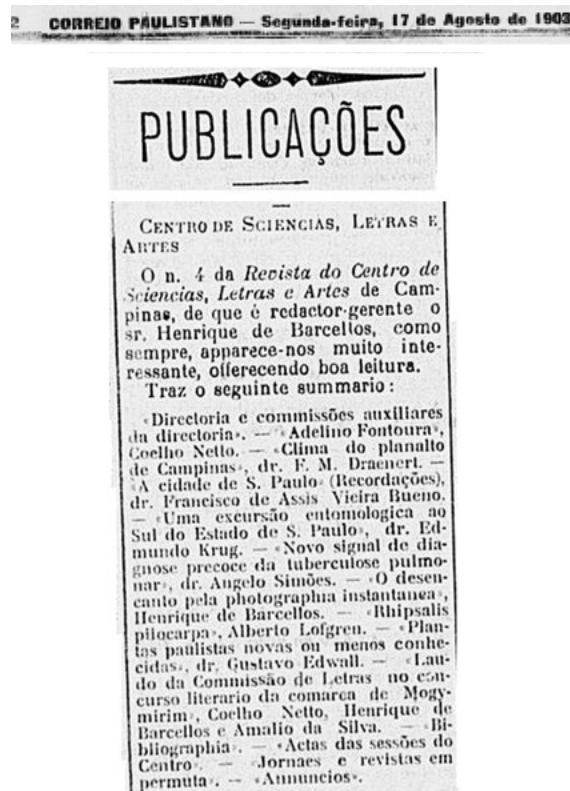 2 CORREIO PAULISTANO — Segunda-feira, 17 de Agosto de 1903
PUBLICAÇÕES
CENTRO DE SCIENCIAS, LETRAS E
ARTES
O n. 4 da Revista do Centro de
Sciencias, Letras e Artes de Cam-
pinas, de que é redactor-gerente o
sr. Henrique de Barcellos, como
sempre, apparece-nos muito inte-
ressante, offerecendo boa leitura.
Traz o seguinte summario:
«Directoria e commissões auxiliares
da directoria». — «Adelino Fontoura»,
Coelho Netto. — «Clima do planalto
de Campinas», dr. F. M. Draenert. —
«A cidade de S. Paulo» (Recordações),
dr. Francisco de Assis Vieira Bueno.
— «Uma excursão entomologica ao
Sul do Estado de S. Paulo», dr. Ed-
mundo Krug. — «Novo signal de dia-
gnose precoce da tuberculose pulmo-
nar», dr. Angelo Simões. — «O desen-
canto pela photographia instantanea»,
Henrique de Barcellos. — «Rhipsalis
pilocarpa», Alberto Lofgren. — «Plan-
tas paulistas novas ou menos conhe-
cidas», dr. Gustavo Edwall. — «Lau-
do da Commissão de Letras no con-
curso literario da comarca de Mogy-
mirim», Coelho Netto, Henrique de
Barcellos e Amalio da Silva. — «Bi-
bliographia». — «Actas das sessões do
Centro». — «Jornaes e revistas em
permuta». — «Annuncios».